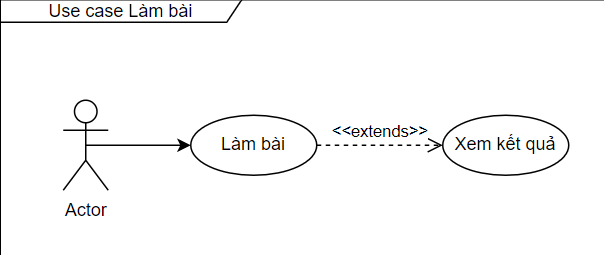 Use case Làm bài
Làm bài
<<extends>>
Xem kết quả
Actor